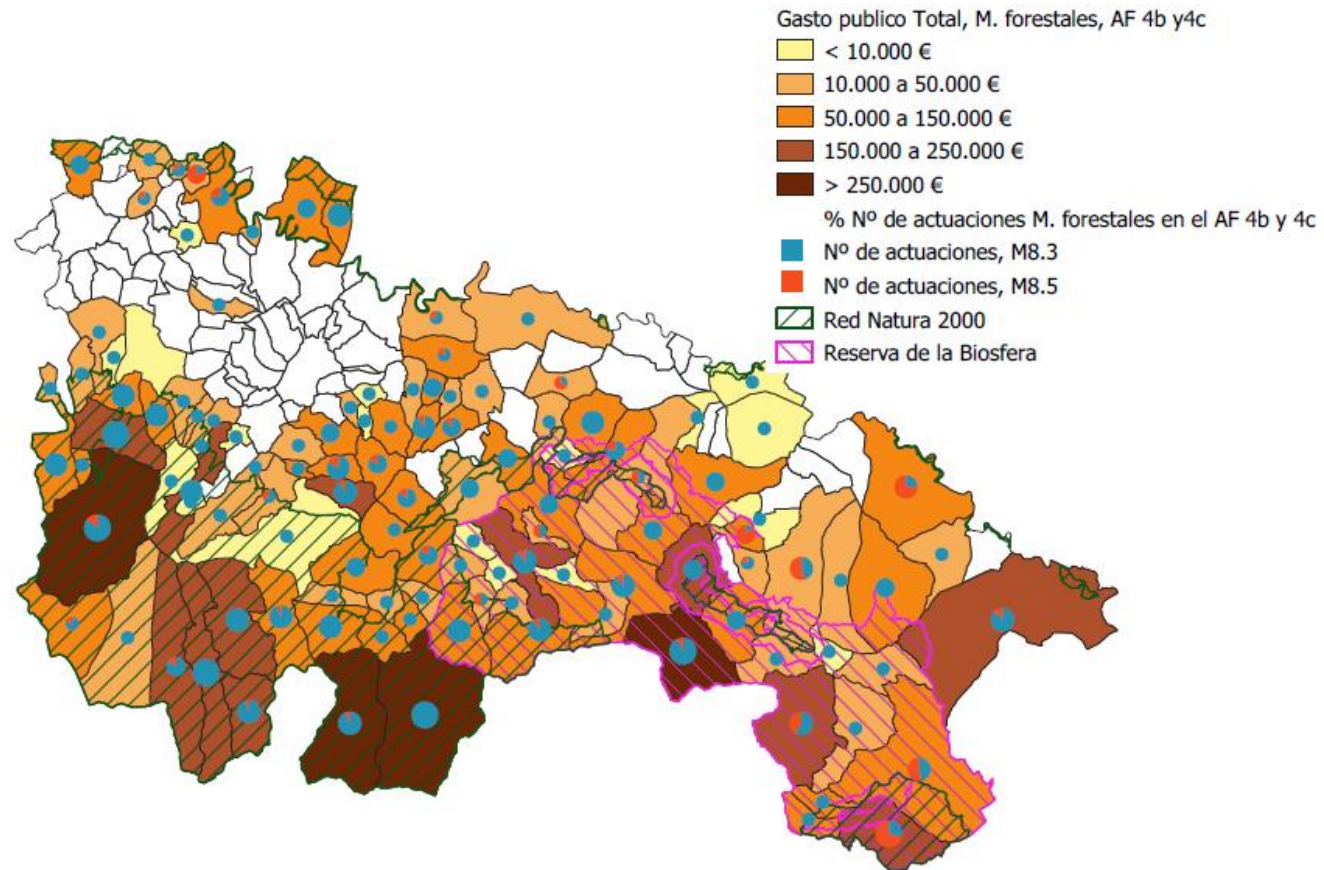 Gasto publico Total, M. forestales, AF 4b y4c
< 10.000 €
10.000 a 50.000 €
50.000 a 150.000 €
150.000 a 250.000 €
> 250.000 €
% Nº de actuaciones M. forestales en el AF 4b y 4c
Nº de actuaciones, M8.3
Nº de actuaciones, M8.5
Red Natura 2000
Reserva de la Biosfera